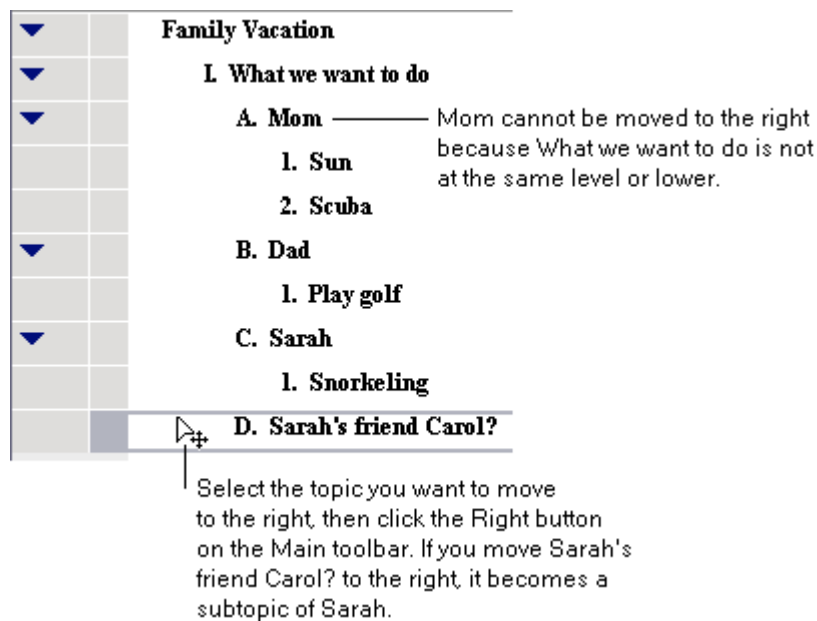 Family Vacation
I. What we want to do
A. Mom
Mom cannot be moved to the right
because What we want to do is not
at the same level or lower.
1. Sun
2. Scuba
B. Dad
1. Play golf
C. Sarah
1. Snorkeling
D. Sarah's friend Carol?
Select the topic you want to move
to the right, then click the Right button
on the Main toolbar. If you move Sarah's
friend Carol? to the right, it becomes a
subtopic of Sarah.